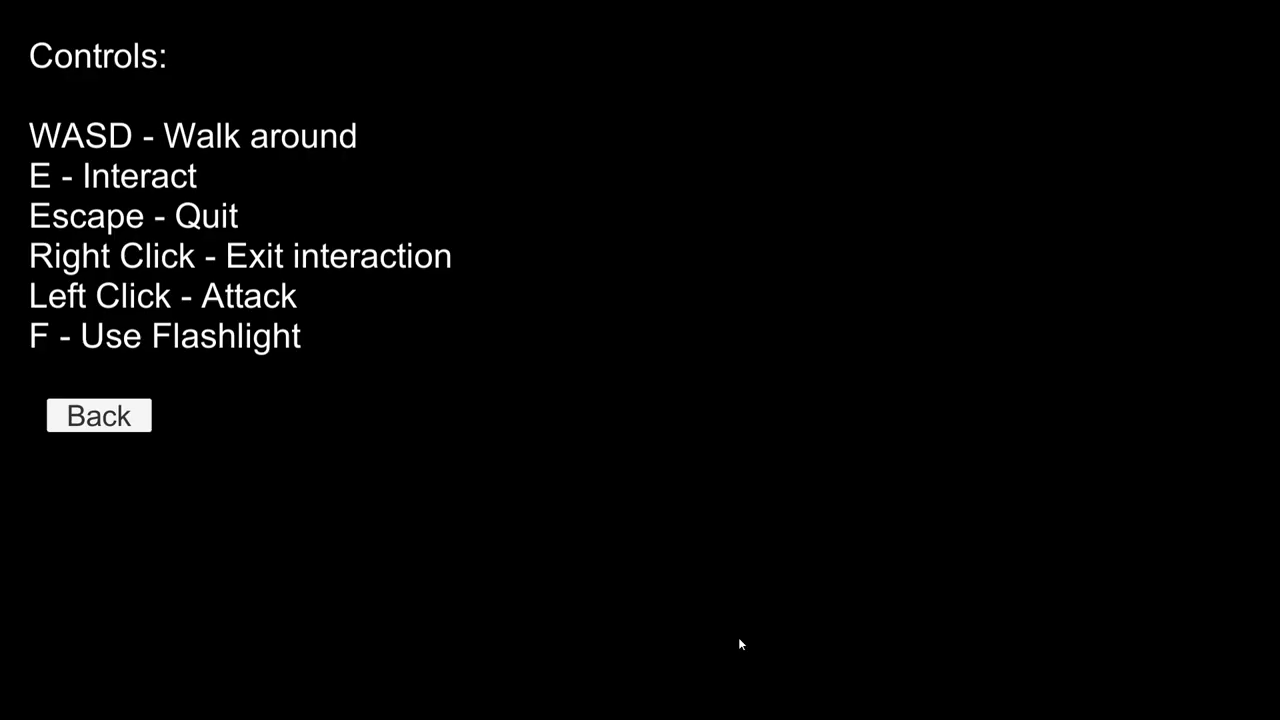 Controls:
WASD - Walk around
E - Interact
Escape - Quit
Right Click - Exit interaction
Left Click - Attack
F - Use Flashlight
Back